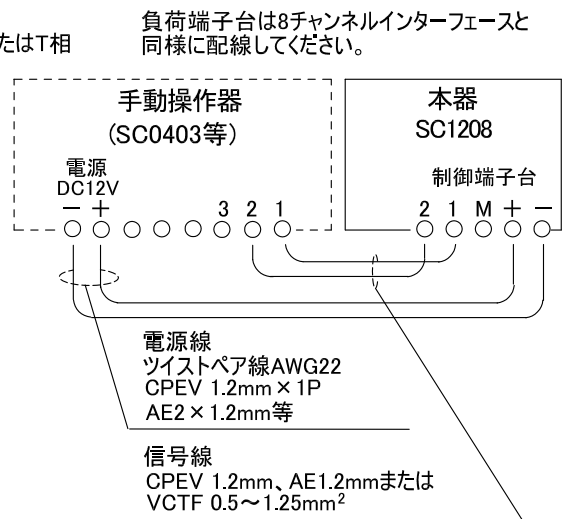 たはT相
負荷端子台は8チャンネルインターフェースと
同様に配線してください。
手動操作器
(SC0403等)
電源
DC12V
− +
3 2 1
本器
SC1208
制御端子台
2 1 M + −
電源線
ツイストペア線AWG22
CPEV 1.2mm×1P
AE2×1.2mm等
信号線
CPEV 1.2mm、AE1.2mmまたは
VCTF 0.5～1.25mm²